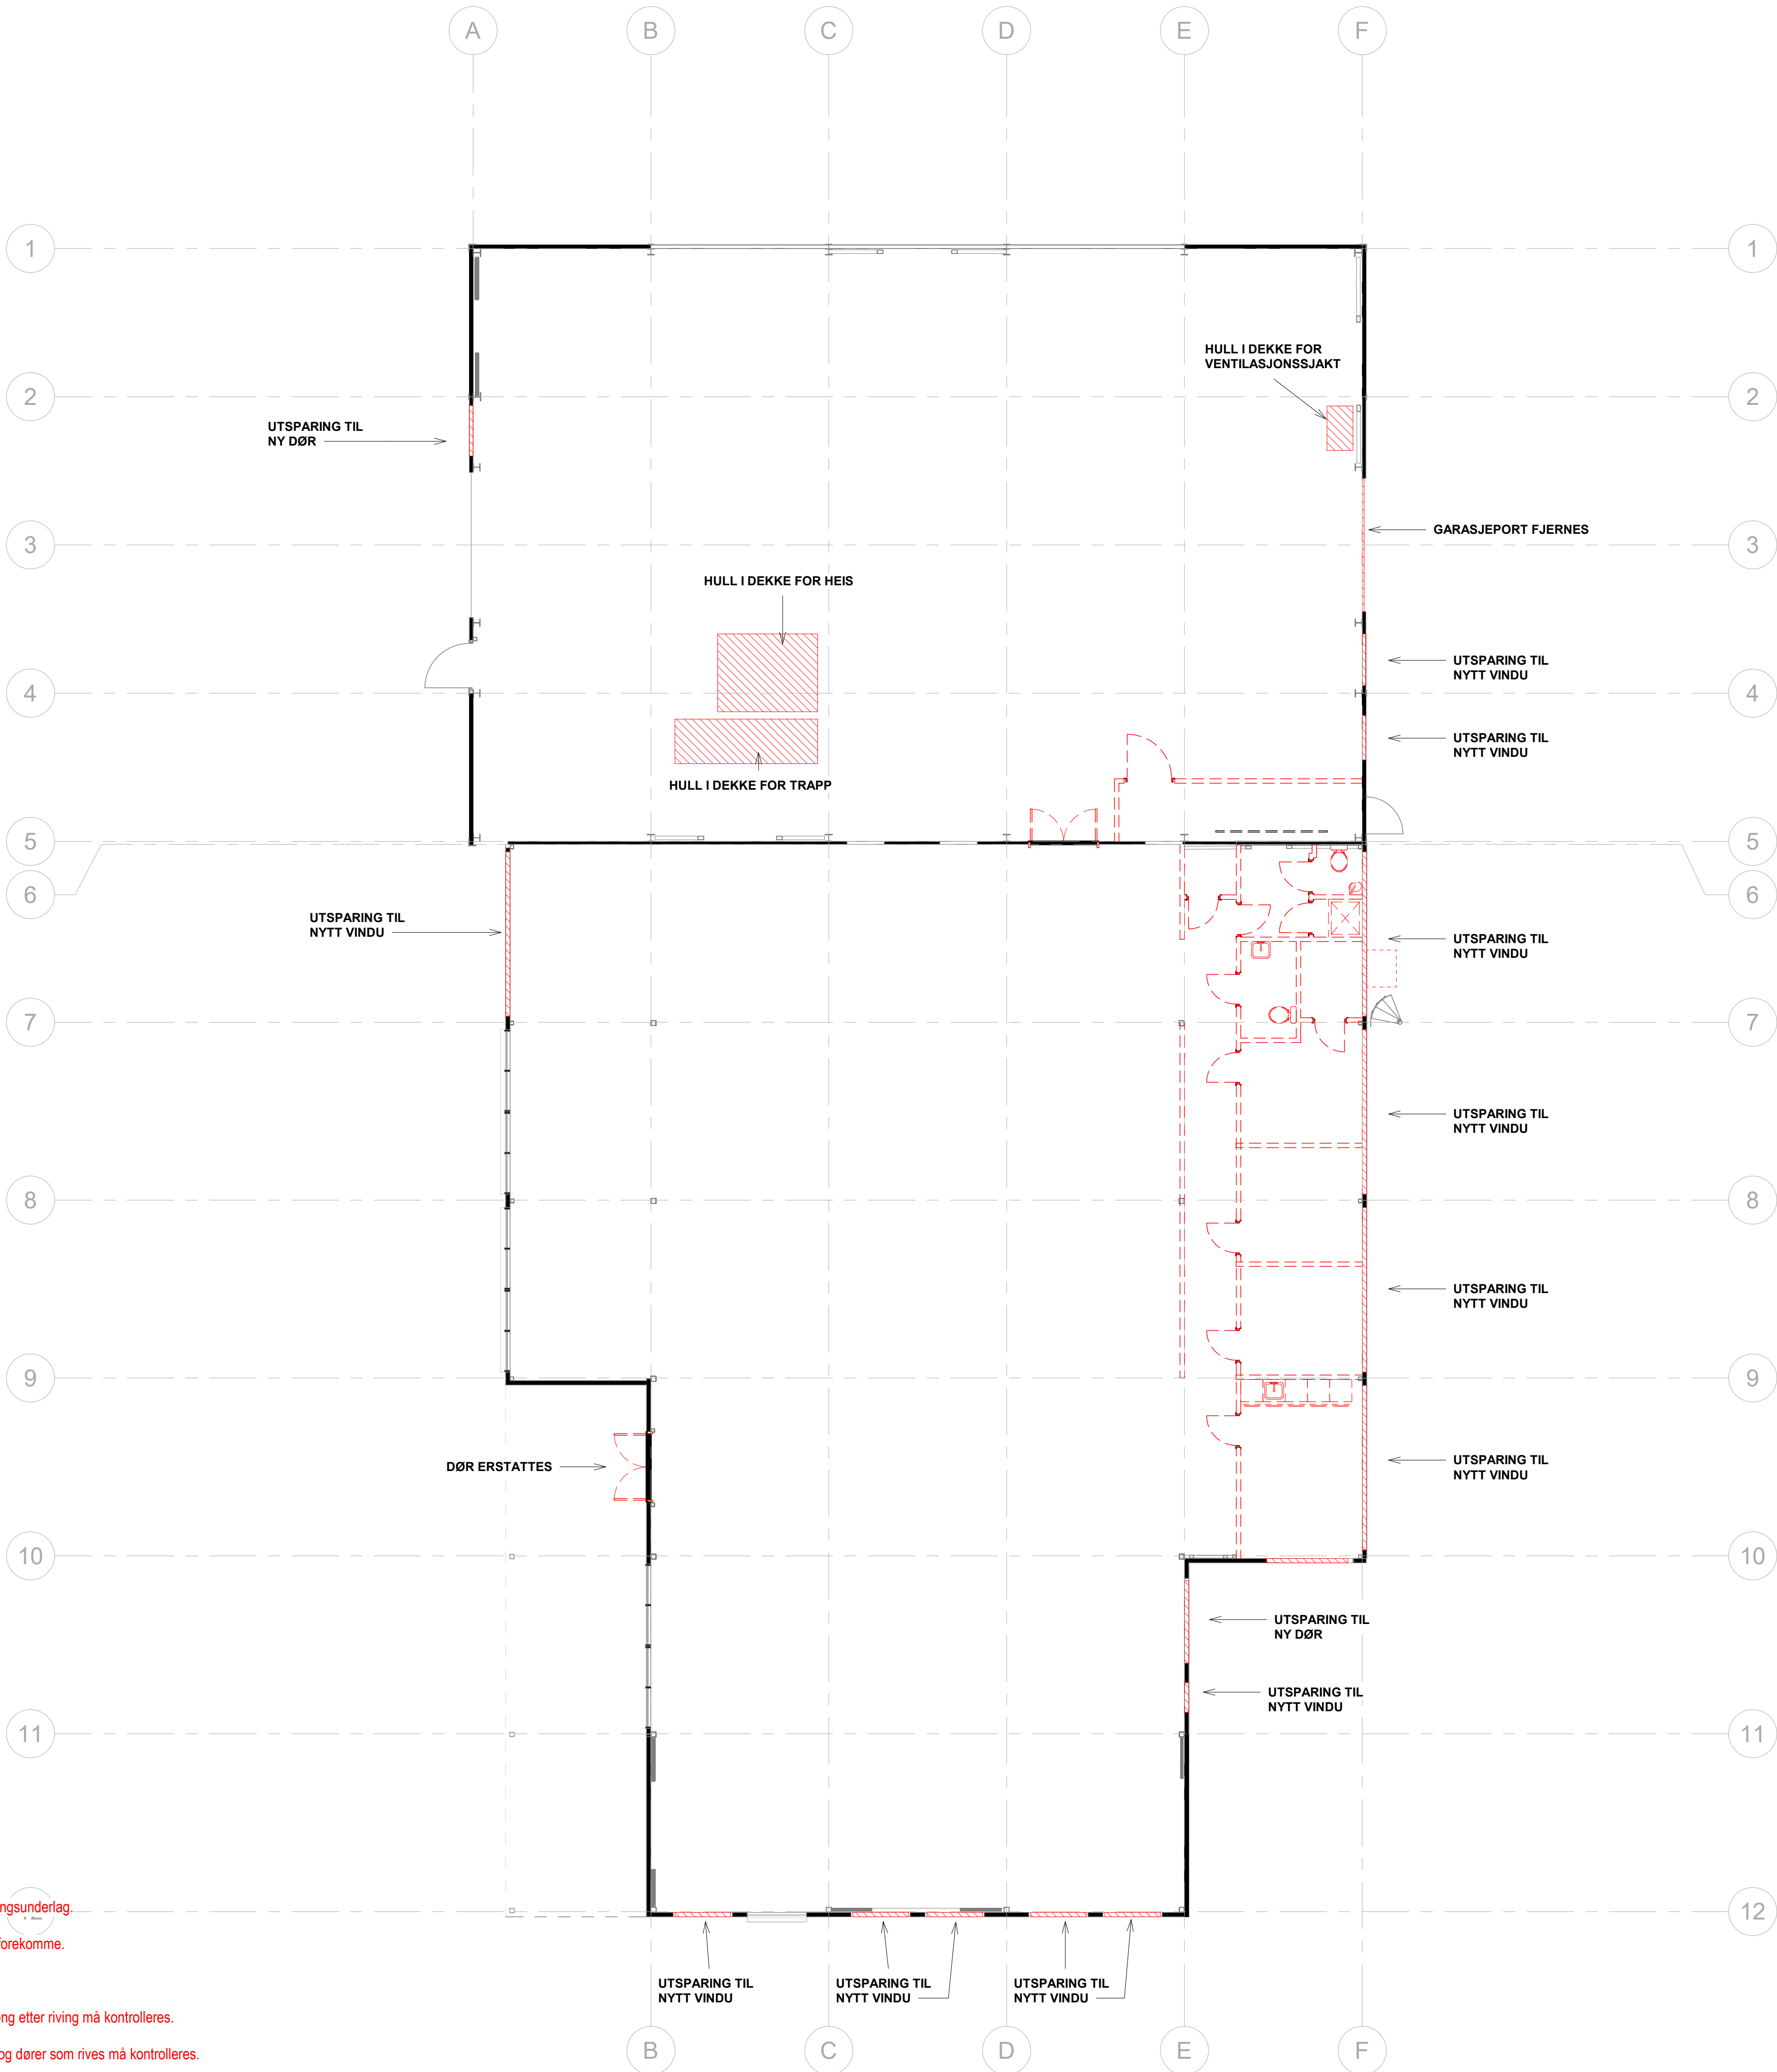 A B C D E F
1 1
HULL I DEKKE FOR
VENTILASJONSSJAKT
2 2
UTSPARING TIL
NY DØR
GARASJEPORT FJERNES
3 3
HULL I DEKKE FOR HEIS
UTSPARING TIL
NYTT VINDU
4 4
UTSPARING TIL
NYTT VINDU
HULL I DEKKE FOR TRAPP
5 5
6 6
UTSPARING TIL
NYTT VINDU
UTSPARING TIL
NYTT VINDU
7 7
UTSPARING TIL
NYTT VINDU
8 8
UTSPARING TIL
NYTT VINDU
9 9
DØR ERSTATTES
UTSPARING TIL
NYTT VINDU
10 10
UTSPARING TIL
NY DØR
UTSPARING TIL
NYTT VINDU
11 11
ngsunderlag.
12 12
forekomme.
UTSPARING TIL
NYTT VINDU
UTSPARING TIL
NYTT VINDU
UTSPARING TIL
NYTT VINDU
ng etter riving må kontrolleres.
og dører som rives må kontrolleres.
B C D E F